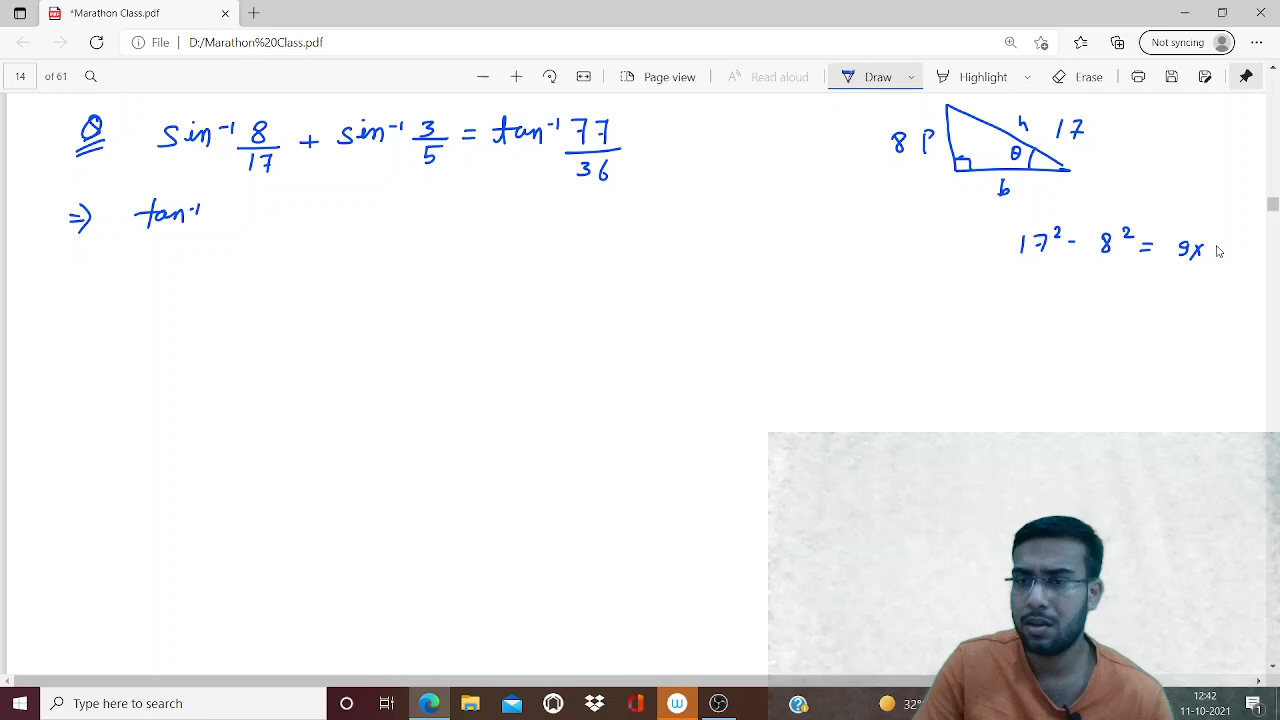 *Marathon Class.pdf
File D:/Marathon%20Class.pdf
Not syncing
14 of 61
Page view
Read aloud
Draw
Highlight
Erase
Q sin⁻¹ 8/17 + sin⁻¹ 3/5 = tan⁻¹ 77/36
8 P h 17
θ
b
⇒ tan⁻¹
17² - 8² = 9x
Type here to search
W
32°
12:42
11-10-2021
1